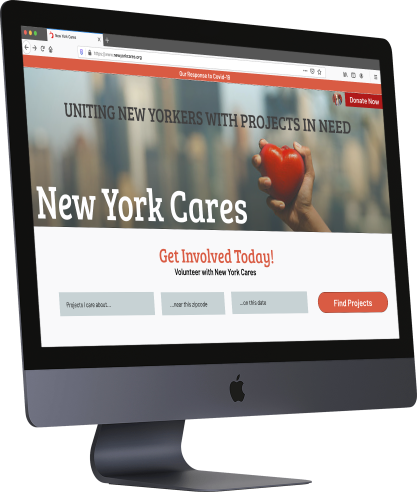 New York Cares
https://www.newyorkcares.org
Our Response to Covid-19
Donate Now
UNITING NEW YORKERS WITH PROJECTS IN NEED
New York Cares
Get Involved Today!
Volunteer with New York Cares
Projects I care about...
...near this zipcode
...on this date
Find Projects